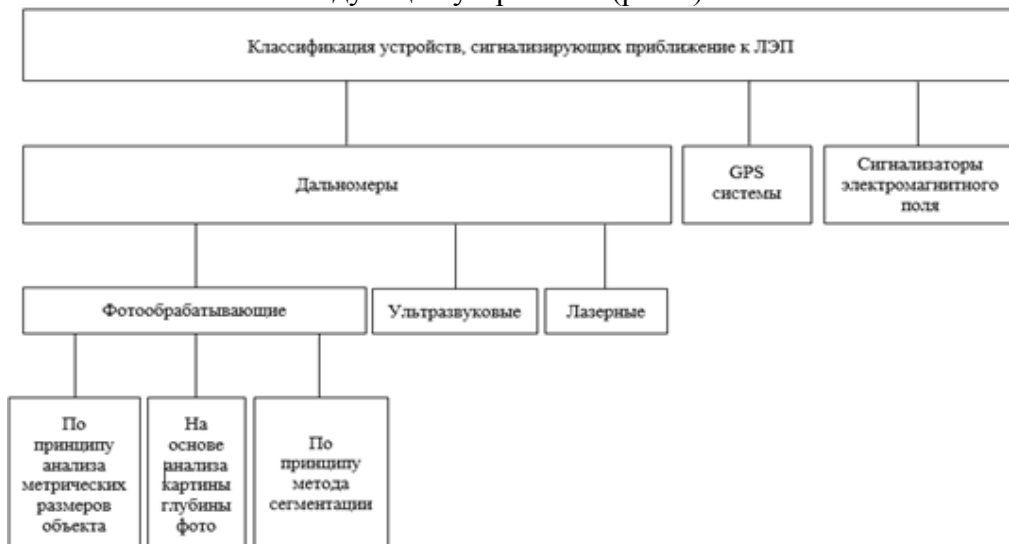 Классификация устройств, сигнализирующих приближение к ЛЭП
Дальномеры
GPS
системы
Сигнализаторы
электромагнитного
поля
Фотообрабатывающие
Ультразвуковые
Лазерные
По
принципу
анализа
метрических
размеров
объекта
На
основе
анализа
картины
глубины
фото
По
принципу
метода
сегментации